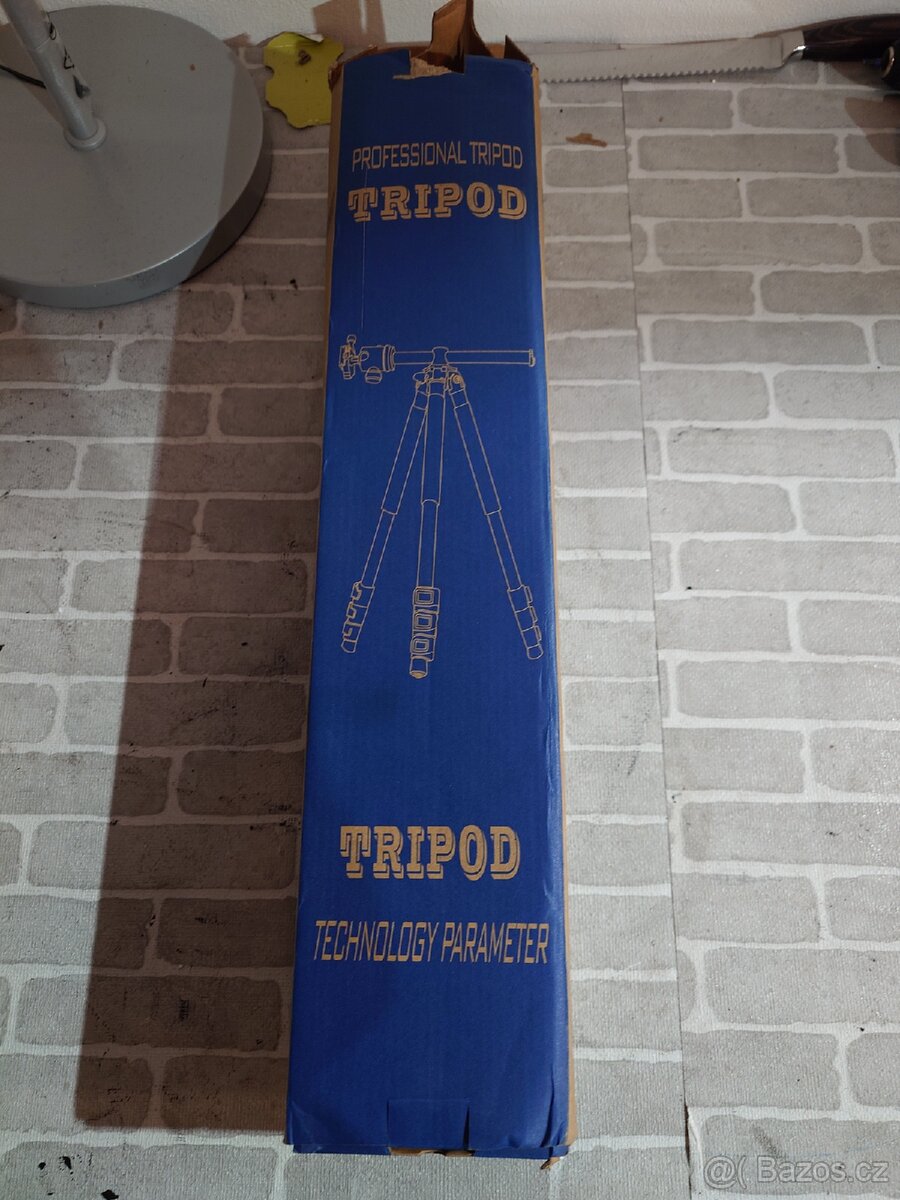 PROFESSIONAL TRIPOD
TRIPOD
TRIPOD
TECHNOLOGY PARAMETER
@( Bazos.cz